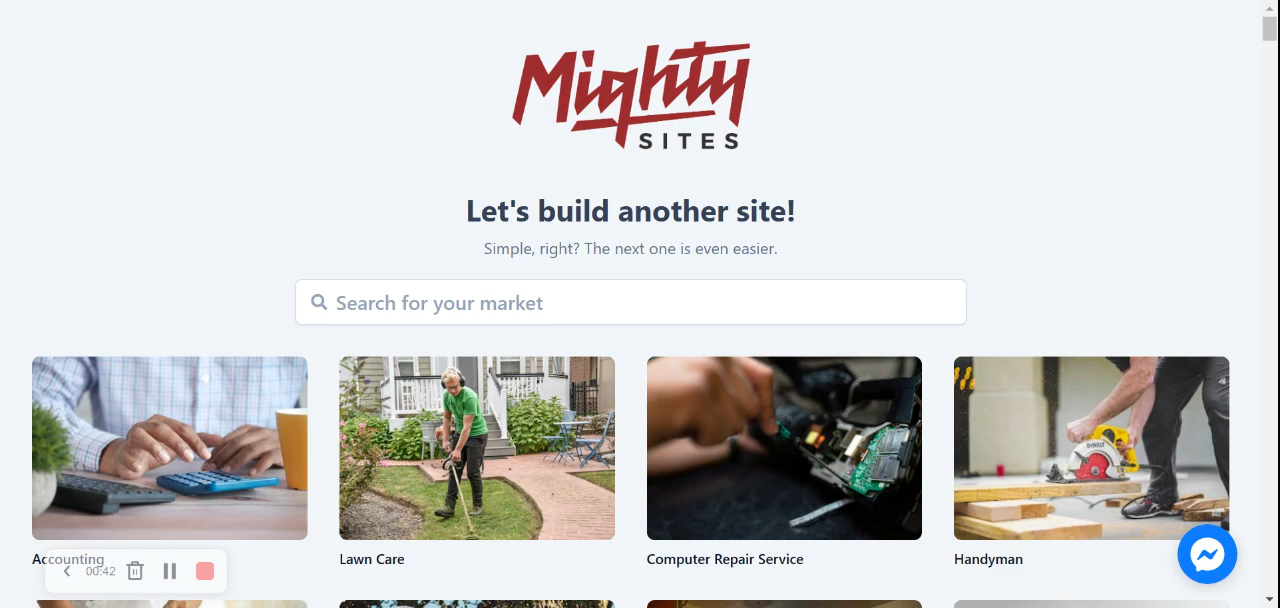 Mighty
SITES
Let's build another site!
Simple, right? The next one is even easier.
Search for your market
DEWALT
Accounting
Lawn Care
Computer Repair Service
Handyman
00:42